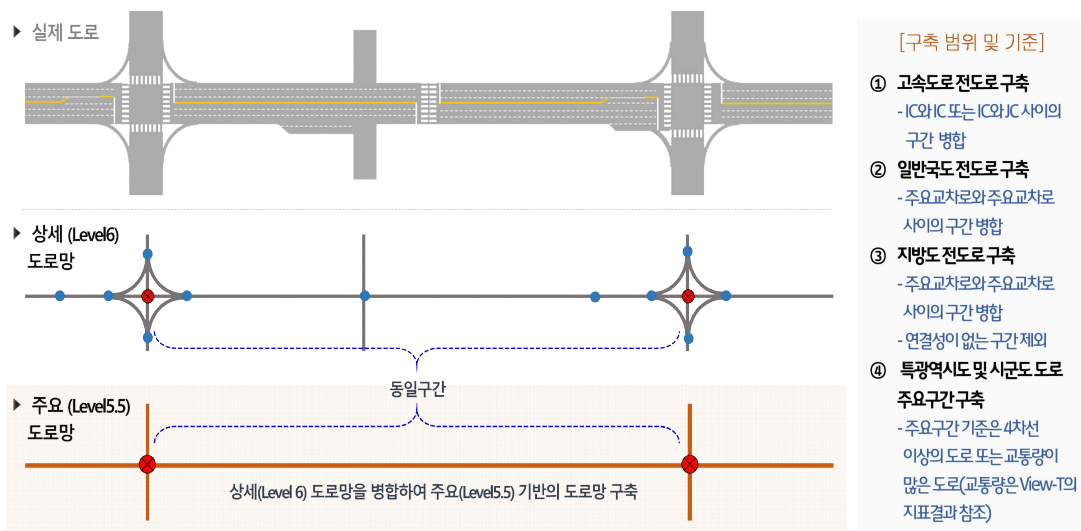 실제 도로
상세 (Level6)
도로망
동일구간
주요 (Level5.5)
도로망
상세(Level 6) 도로망을 병합하여 주요(Level5.5) 기반의 도로망 구축
[구축 범위 및 기준]
① 고속도로 전도로 구축
- IC와 IC 또는 IC와 JC 사이의
구간 병합
② 일반국도 전도로 구축
- 주요교차로와 주요교차로
사이의 구간 병합
③ 지방도 전도로 구축
- 주요교차로와 주요교차로
사이의 구간 병합
- 연결성이 없는 구간 제외
④ 특광역시도 및 시군도 도로
주요구간 구축
- 주요구간 기준은 4차선
이상의 도로 또는 교통량이
많은 도로(교통량은 View-T의
지표결과 참조)